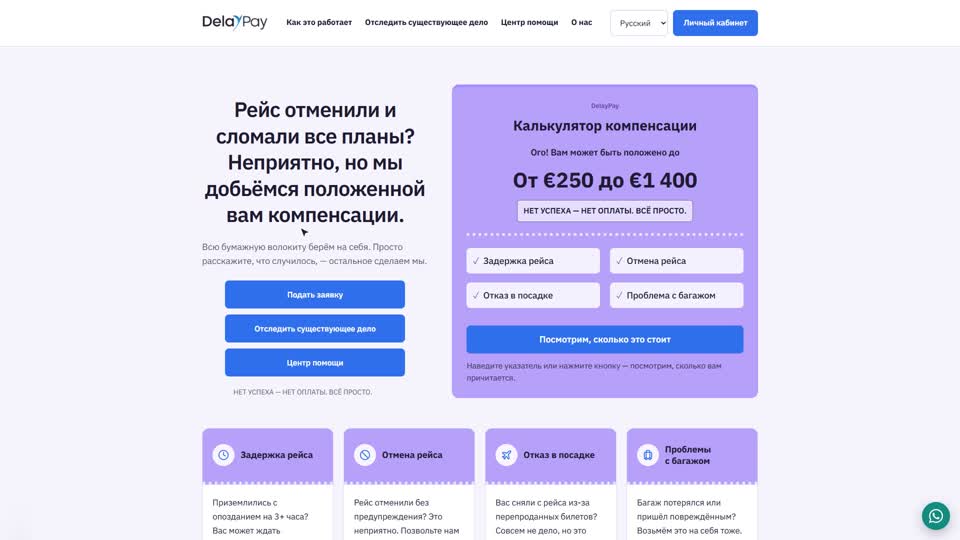 DelayPay
Как это работает
Отследить существующее дело
Центр помощи
О нас
Русский
Личный кабинет
Рейс отменили и
сломали все планы?
Неприятно, но мы
добьёмся положенной
вам компенсации.
Всю бумажную волокиту берём на себя. Просто
расскажите, что случилось, — остальное сделаем мы.
Подать заявку
Отследить существующее дело
Центр помощи
НЕТ УСПЕХА — НЕТ ОПЛАТЫ. ВСЁ ПРОСТО.
DelayPay
Калькулятор компенсации
Ого! Вам может быть положено до
От €250 до €1 400
НЕТ УСПЕХА — НЕТ ОПЛАТЫ. ВСЁ ПРОСТО.
✓ Задержка рейса
✓ Отмена рейса
✓ Отказ в посадке
✓ Проблема с багажом
Посмотрим, сколько это стоит
Наведите указатель или нажмите кнопку — посмотрим, сколько вам
причитается.
Задержка рейса
Приземлились с
опозданием на 3+ часа?
Вас может ждать
Отмена рейса
Рейс отменили без
предупреждения? Это
неприятно. Позвольте нам
Отказ в посадке
Вас сняли с рейса из-за
перепроданных билетов?
Совсем не дело, но это
Проблемы
с багажом
Багаж потерялся или
пришёл повреждённым?
Возьмём это на себя тоже.